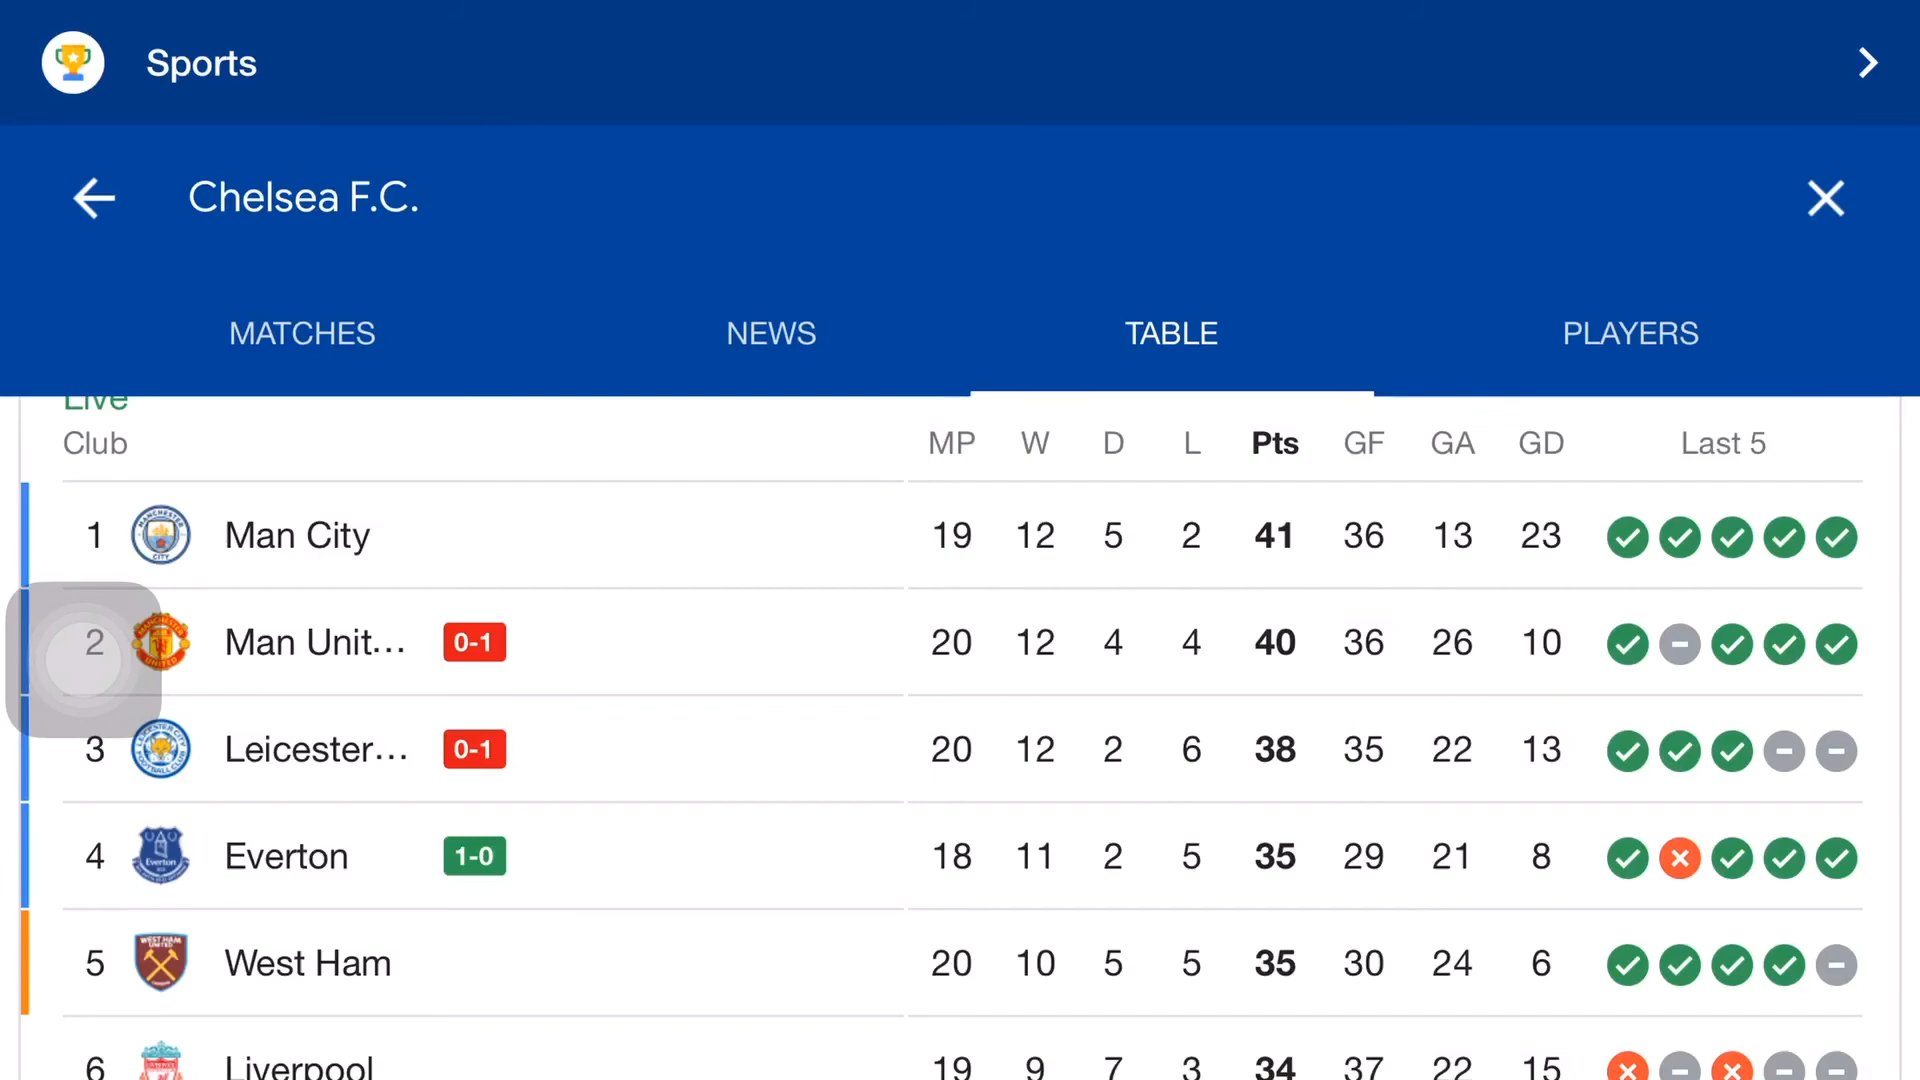 Sports
Chelsea F.C.
MATCHES NEWS TABLE PLAYERS
Live
Club MP W D L Pts GF GA GD Last 5
1 Man City 19 12 5 2 41 36 13 23
2 Man Unit... 0-1 20 12 4 4 40 36 26 10
3 Leicester... 0-1 20 12 2 6 38 35 22 13
4 Everton 1-0 18 11 2 5 35 29 21 8
5 West Ham 20 10 5 5 35 30 24 6
6 Liverpool 19 9 7 3 34 37 22 15